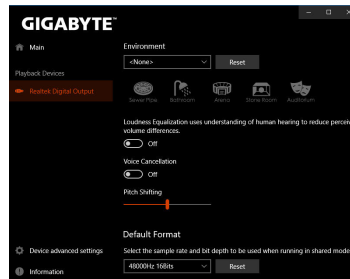 GIGABYTE™
Main
Playback Devices
Realtek Digital Output
Device advanced settings
Information
Environment
<None>
Reset
Sewer Pipe
Bathroom
Arena
Stone Room
Auditorium
Loudness Equalization uses understanding of human hearing to reduce perceiv
volume differences.
Off
Voice Cancellation
Off
Pitch Shifting
Default Format
Select the sample rate and bit depth to be used when running in shared mode
48000Hz 16Bits
Reset